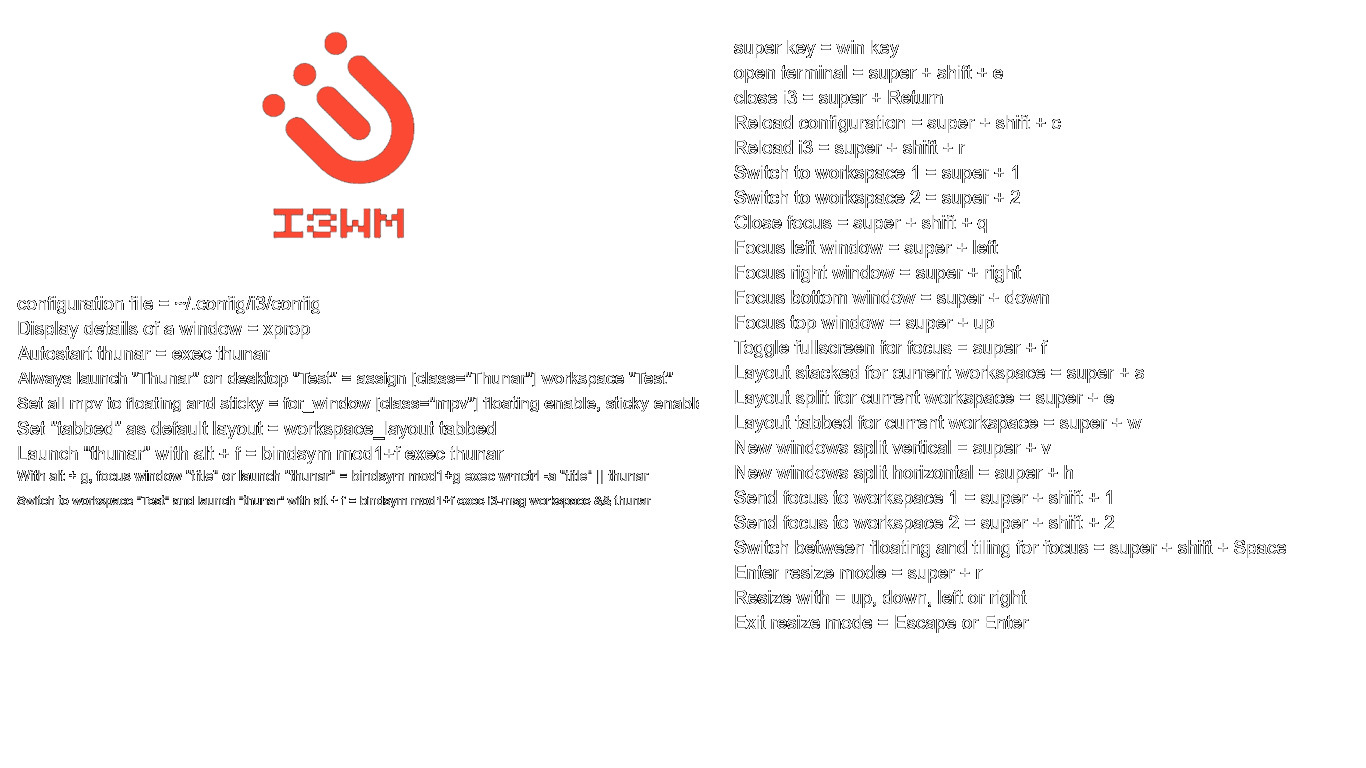 I3WM
configuration file = ~/.config/i3/config
Display details of a window = xprop
Autostart thunar = exec thunar
Always launch "Thunar" on desktop "Test" = assign [class="Thunar"] workspace "Test"
Set all mpv to floating and sticky = for_window [class="mpv"] floating enable, sticky enable
Set "tabbed" as default layout = workspace_layout tabbed
Launch "thunar" with alt + f = bindsym mod1+f exec thunar
With alt + g, focus window "title" or launch "thunar" = bindsym mod1+g exec wmctrl -a "title" || thunar
Switch to workspace "Test" and launch "thunar" with alt + f = bindsym mod1+f exec i3-msg workspace && thunar
super key = win key
open terminal = super + shift + e
close i3 = super + Return
Reload configuration = super + shift + c
Reload i3 = super + shift + r
Switch to workspace 1 = super + 1
Switch to workspace 2 = super + 2
Close focus = super + shift + q
Focus left window = super + left
Focus right window = super + right
Focus bottom window = super + down
Focus top window = super + up
Toggle fullscreen for focus = super + f
Layout stacked for current workspace = super + s
Layout split for current workspace = super + e
Layout tabbed for current workspace = super + w
New windows split vertical = super + v
New windows split horizontal = super + h
Send focus to workspace 1 = super + shift + 1
Send focus to workspace 2 = super + shift + 2
Switch between floating and tiling for focus = super + shift + Space
Enter resize mode = super + r
Resize with = up, down, left or right
Exit resize mode = Escape or Enter